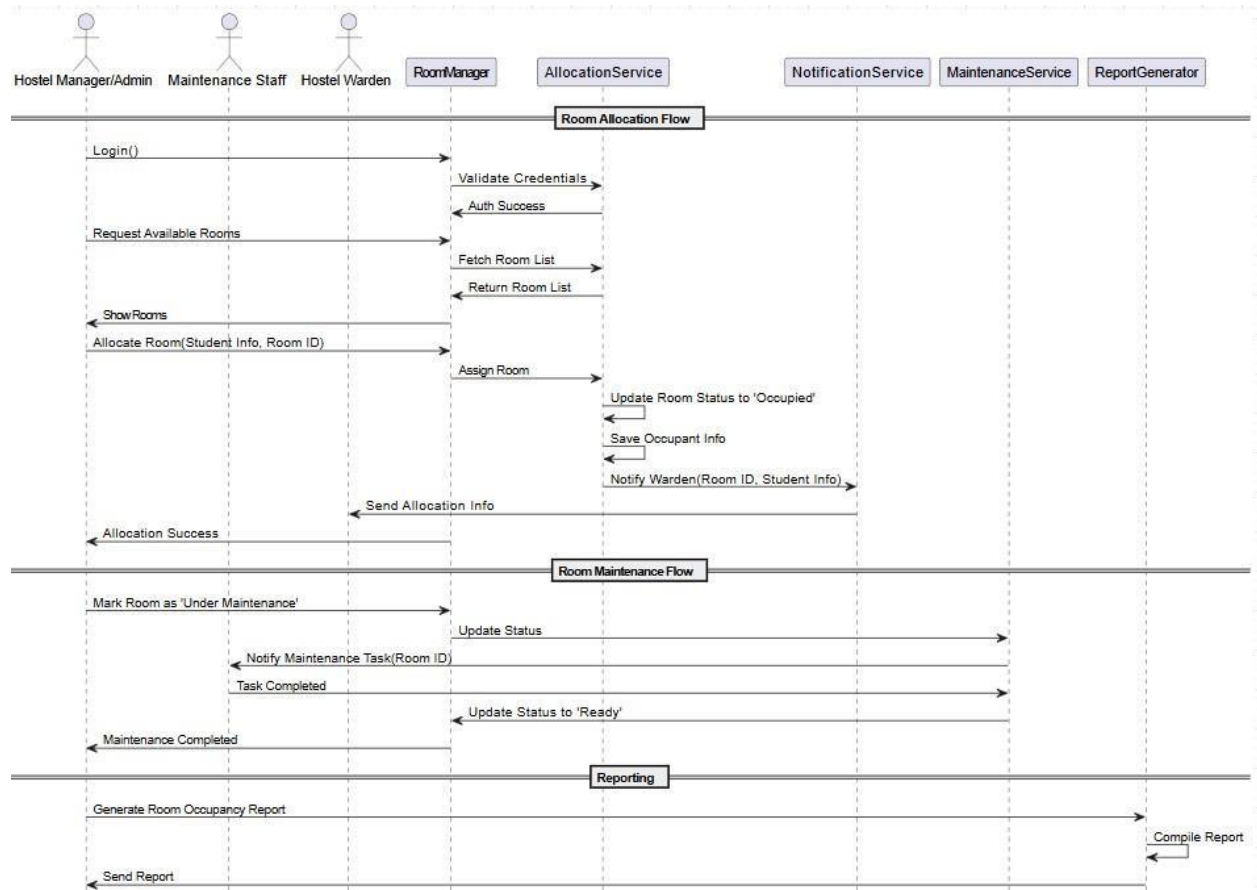 Hostel Manager/Admin
Maintenance Staff
Hostel Warden
RoomManager
AllocationService
NotificationService
MaintenanceService
ReportGenerator
Room Allocation Flow
Login()
Validate Credentials
Auth Success
Request Available Rooms
Fetch Room List
Return Room List
Show Rooms
Allocate Room(Student Info, Room ID)
Assign Room
Update Room Status to 'Occupied'
Save Occupant Info
Notify Warden(Room ID, Student Info)
Send Allocation Info
Allocation Success
Room Maintenance Flow
Mark Room as 'Under Maintenance'
Update Status
Notify Maintenance Task(Room ID)
Task Completed
Update Status to 'Ready'
Maintenance Completed
Reporting
Generate Room Occupancy Report
Compile Report
Send Report